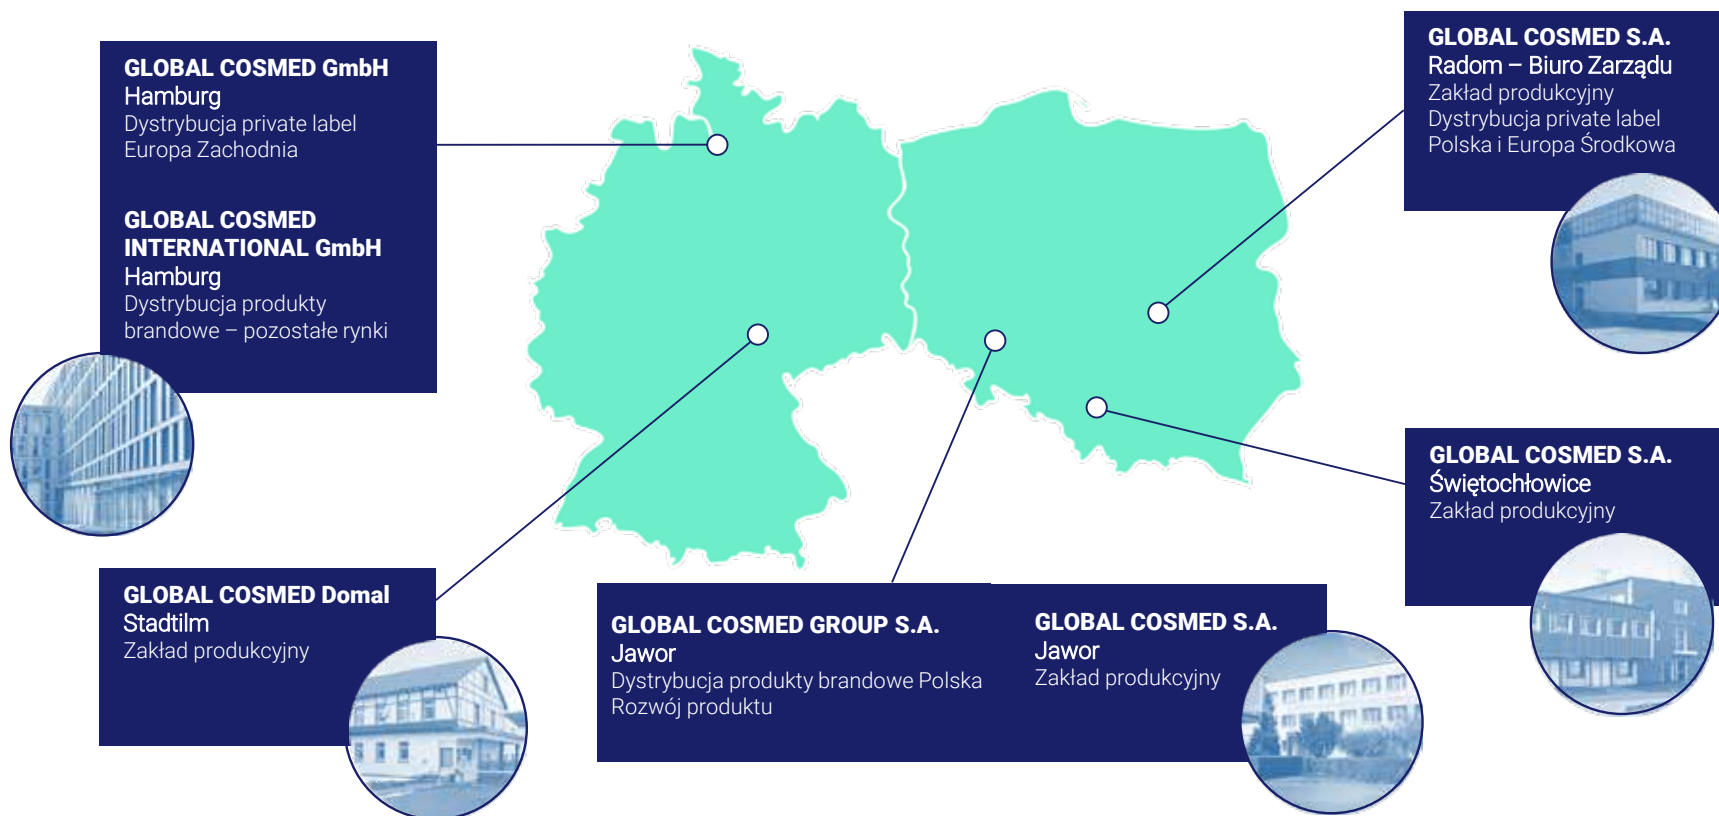 GLOBAL COSMED GmbH
Hamburg
Dystrybucja private label
Europa Zachodnia
GLOBAL COSMED
INTERNATIONAL GmbH
Hamburg
Dystrybucja produkty
brandowe – pozostałe rynki
GLOBAL COSMED S.A.
Radom – Biuro Zarządu
Zakład produkcyjny
Dystrybucja private label
Polska i Europa Środkowa
GLOBAL COSMED S.A.
Świętochłowice
Zakład produkcyjny
GLOBAL COSMED Domal
Stadtilm
Zakład produkcyjny
GLOBAL COSMED GROUP S.A.
Jawor
Dystrybucja produkty brandowe Polska
Rozwój produktu
GLOBAL COSMED S.A.
Jawor
Zakład produkcyjny